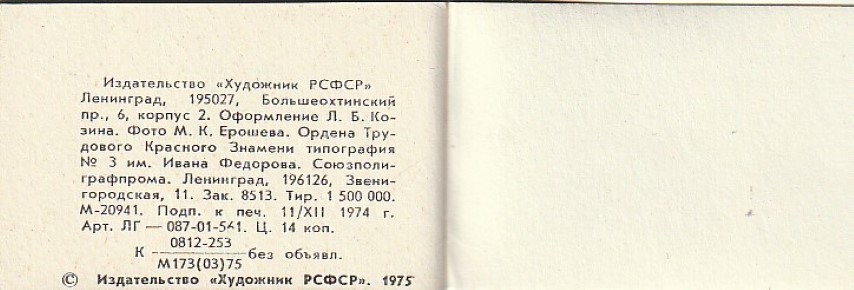 Издательство «Художник РСФСР»
Ленинград, 195027, Большеохтинский
пр., 6, корпус 2. Оформление Л. Б. Ко-
зина. Фото М. К. Ерошева. Ордена Тру-
дового Красного Знамени типография
№ 3 им. Ивана Федорова. Союзполи-
графпрома. Ленинград, 196126, Звени-
городская, 11. Зак. 8513. Тир. 1 500 000.
М-20941. Подп. к печ. 11/XII 1974 г.
Арт. ЛГ — 087-01-561. Ц. 14 коп.
0812-253
К ———— без объявл.
М173(03)75
© Издательство «Художник РСФСР». 1975